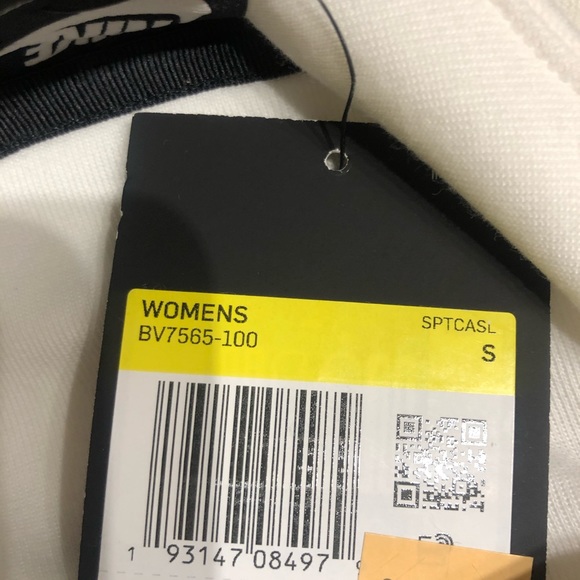 NIKE
WOMENS
BV7565-100
SPTCASL
S
1 93147 08497